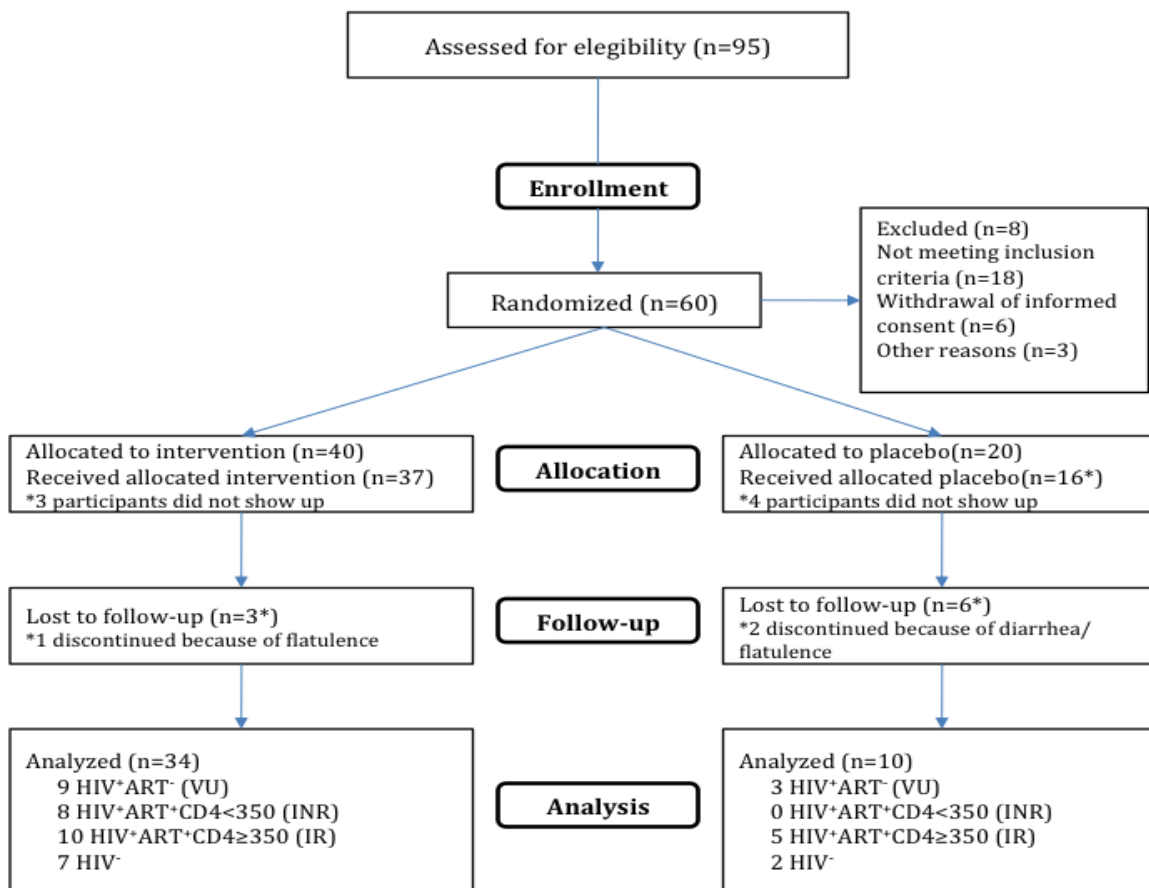 Assessed for elegibility (n=95)
Enrollment
Excluded (n=8)
Not meeting inclusion
criteria (n=18)
Withdrawal of informed
consent (n=6)
Other reasons (n=3)
Randomized (n=60)
Allocated to intervention (n=40)
Received allocated intervention (n=37)
*3 participants did not show up
Allocation
Allocated to placebo(n=20)
Received allocated placebo(n=16*)
*4 participants did not show up
Lost to follow-up (n=3*)
*1 discontinued because of flatulence
Follow-up
Lost to follow-up (n=6*)
*2 discontinued because of diarrhea/
flatulence
Analyzed (n=34)
9 HIV⁺ART⁻ (VU)
8 HIV⁺ART⁺CD4<350 (INR)
10 HIV⁺ART⁺CD4≥350 (IR)
7 HIV⁻
Analysis
Analyzed (n=10)
3 HIV⁺ART⁻ (VU)
0 HIV⁺ART⁺CD4<350 (INR)
5 HIV⁺ART⁺CD4≥350 (IR)
2 HIV⁻